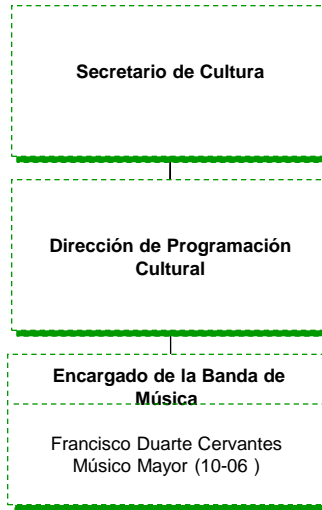 Secretario de Cultura
Dirección de Programación
Cultural
Encargado de la Banda de
Música
Francisco Duarte Cervantes
Músico Mayor (10-06 )